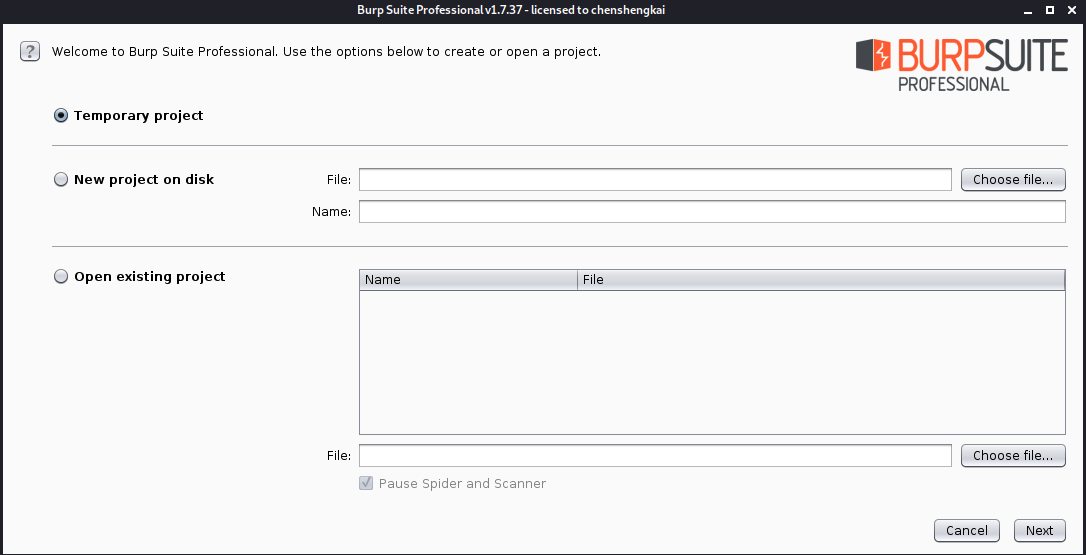 Burp Suite Professional v1.7.37 - licensed to chenshengkai
? Welcome to Burp Suite Professional. Use the options below to create or open a project.
BURPSUITE
PROFESSIONAL
Temporary project
New project on disk File: Choose file...
Name:
Open existing project Name File
File: Choose file...
Pause Spider and Scanner
Cancel Next